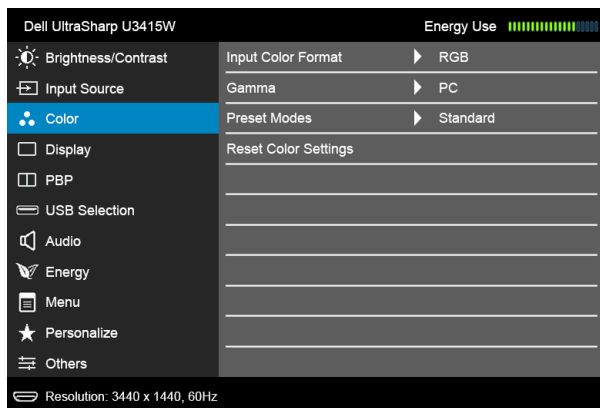 Dell UltraSharp U3415W Energy Use
Brightness/Contrast Input Color Format RGB
Input Source Gamma PC
Color Preset Modes Standard
Display Reset Color Settings
PBP
USB Selection
Audio
Energy
Menu
Personalize
Others
Resolution: 3440 x 1440, 60Hz